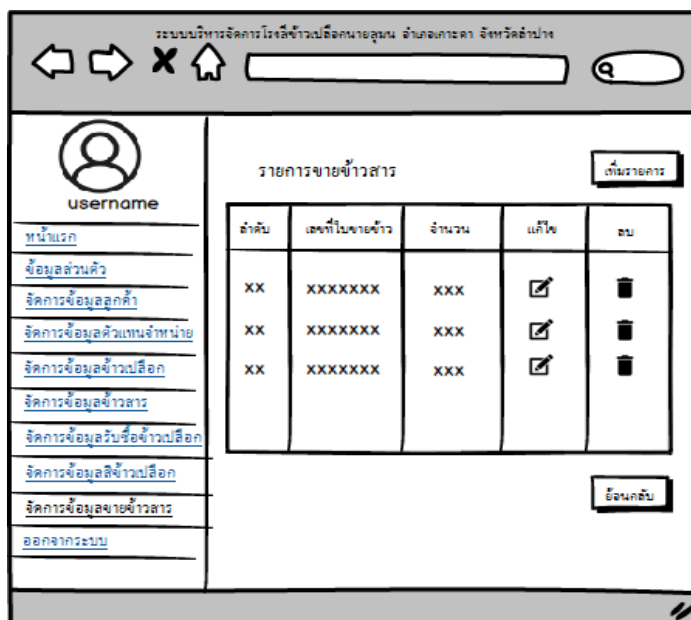 ระบบบริหารจัดการโรงสีข้าวเปลือกนายลุมน อำเภอเกาะคา จังหวัดลำปาง
username
หน้าแรก
ข้อมูลส่วนตัว
จัดการข้อมูลลูกค้า
จัดการข้อมูลตัวแทนจำหน่าย
จัดการข้อมูลข้าวเปลือก
จัดการข้อมูลข้าวสาร
จัดการข้อมูลรับซื้อข้าวเปลือก
จัดการข้อมูลสีข้าวเปลือก
จัดการข้อมูลขายข้าวสาร
ออกจากระบบ
รายการขายข้าวสาร
เพิ่มรายการ
ลำดับ เลขที่ใบขายข้าว จำนวน แก้ไข ลบ
xx xxxxxxx xxx
xx xxxxxxx xxx
xx xxxxxxx xxx
ย้อนกลับ